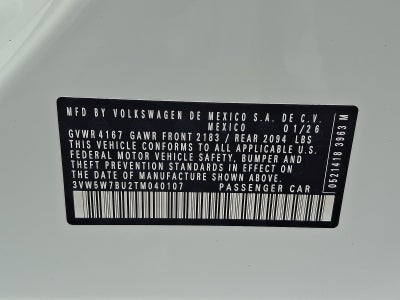 MFD BY VOLKSWAGEN DE MEXICO S.A. DE C.V.
MEXICO 01/26
GVWR 4167 GAWR FRONT 2183 / REAR 2094 LBS
THIS VEHICLE CONFORMS TO ALL APPLICABLE U.S.
FEDERAL MOTOR VEHICLE SAFETY, BUMPER AND
THEFT PREVENTION STANDARDS IN EFFECT ON
THE DATE OF MANUFACTURE SHOWN ABOVE
3VW5W7BU2TM040107 PASSENGER CAR
0521418 3963 M